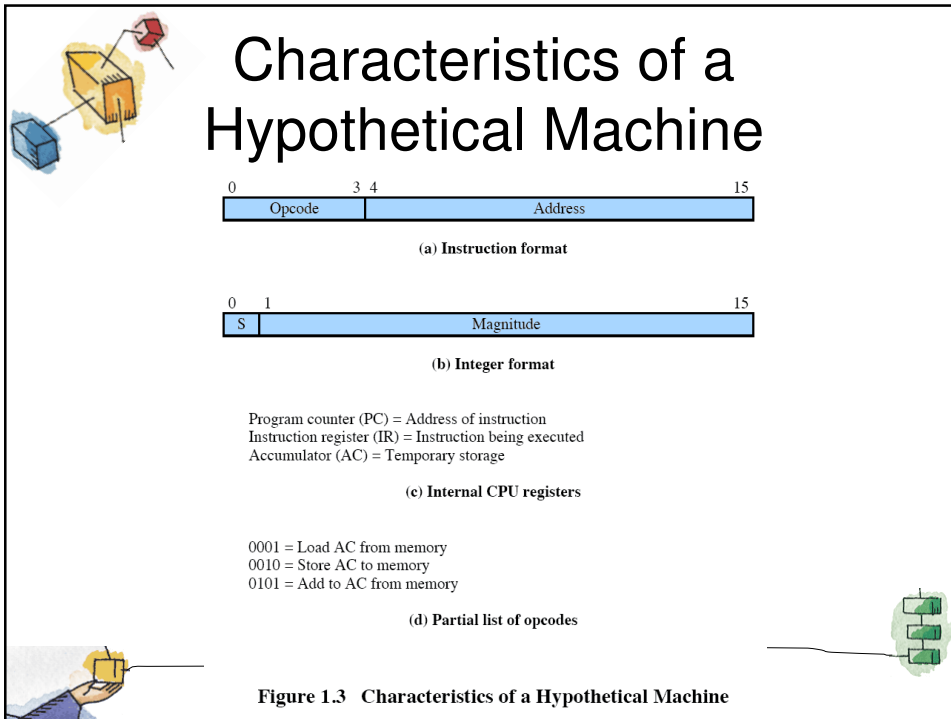 Characteristics of a
Hypothetical Machine
0 3 4 15
Opcode Address
(a) Instruction format
0 1 15
S Magnitude
(b) Integer format
Program counter (PC) = Address of instruction
Instruction register (IR) = Instruction being executed
Accumulator (AC) = Temporary storage
(c) Internal CPU registers
0001 = Load AC from memory
0010 = Store AC to memory
0101 = Add to AC from memory
(d) Partial list of opcodes
Figure 1.3 Characteristics of a Hypothetical Machine